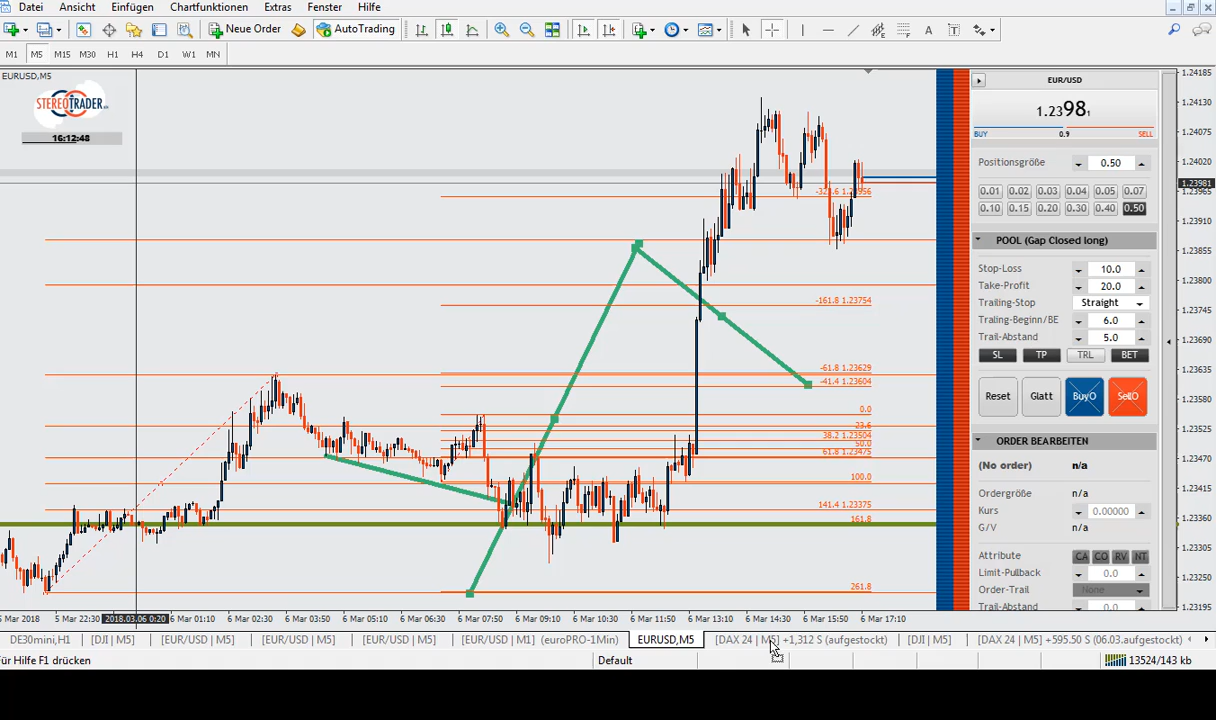 Datei Ansicht Einfügen Chartfunktionen Extras Fenster Hilfe
Neue Order AutoTrading
M1 M5 M15 M30 H1 H4 D1 W1 MN
EURUSD,M5
STEREOTRADER
16:12:48
-161.8 1.23754
-61.8 1.23629
-41.4 1.23604
0.0
23.6
38.2 1.23504
50.0
61.8 1.23475
100.0
141.4 1.23375
161.8
261.8
EUR/USD
1.23981
BUY 0.9 SELL
Positionsgröße 0.50
0.01 0.02 0.03 0.04 0.05 0.07
0.10 0.15 0.20 0.30 0.40 0.50
POOL (Gap Closed long)
Stop-Loss 10.0
Take-Profit 20.0
Trailing-Stop Straight
Traling-Beginn/BE 6.0
Trail-Abstand 5.0
SL TP TRL BET
Reset Glatt BuyO SellO
ORDER BEARBEITEN
(No order) n/a
Ordergröße n/a
Kurs 0.00000
G/V n/a
Attribute CA CO RV NT
Limit-Pullback 0.0
Order-Trail None
Trail-Abstand 0.0
1.24185
1.24130
1.24075
1.24020
1.23981
1.23965
1.23910
1.23855
1.23800
1.23745
1.23690
1.23635
1.23580
1.23525
1.23470
1.23415
1.23360
1.23305
1.23250
1.23195
5 Mar 2018 5 Mar 22:30 2018.03.06 0:20 6 Mar 01:10 6 Mar 02:30 6 Mar 03:50 6 Mar 05:10 6 Mar 06:30 6 Mar 07:50 6 Mar 09:10 6 Mar 10:30 6 Mar 11:50 6 Mar 13:10 6 Mar 14:30 6 Mar 15:50 6 Mar 17:10
DE30mini,H1 [DJI | M5] [EUR/USD | M5] [EUR/USD | M5] [EUR/USD | M5] [EUR/USD | M1] (euroPRO-1Min) EURUSD,M5 [DAX 24 | M5] +1,312 S (aufgestockt) [DJI | M5] [DAX 24 | M5] +595.50 S (06.03.aufgestockt)
Für Hilfe F1 drücken Default 13524/143 kb